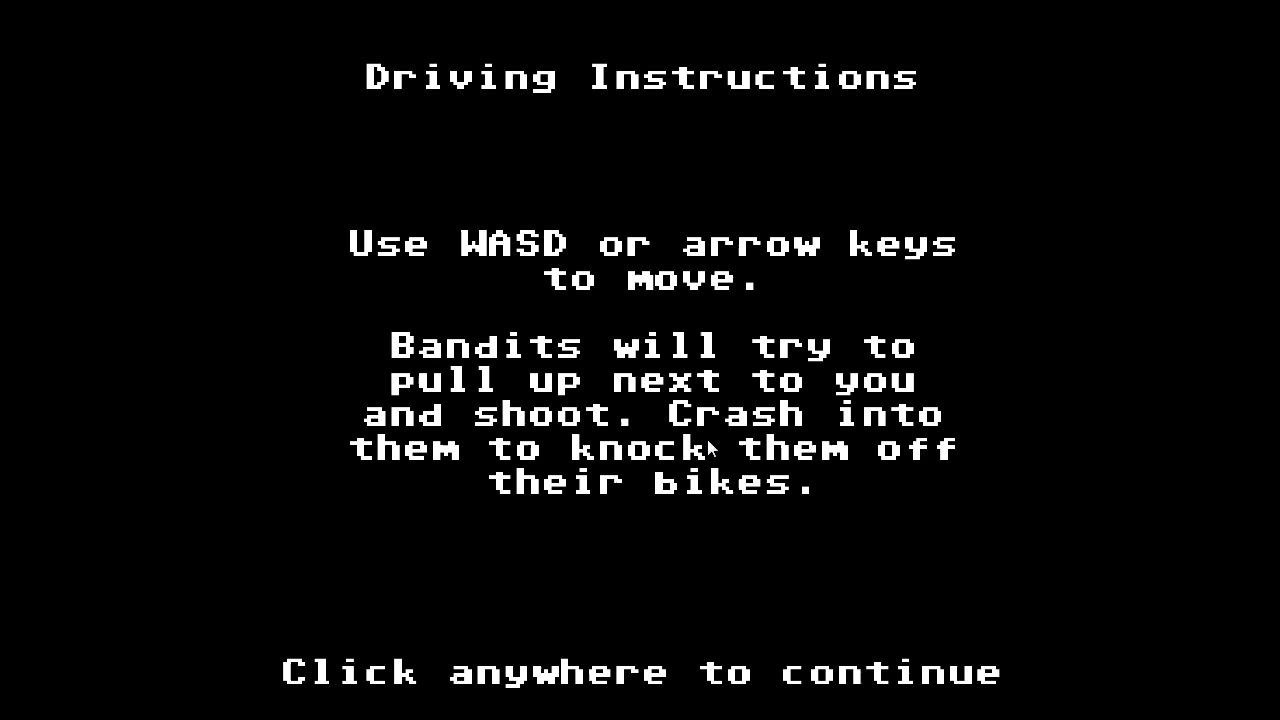 Driving Instructions
Use WASD or arrow keys
to move.
Bandits will try to
pull up next to you
and shoot. Crash into
them to knock them off
their bikes.
Click anywhere to continue